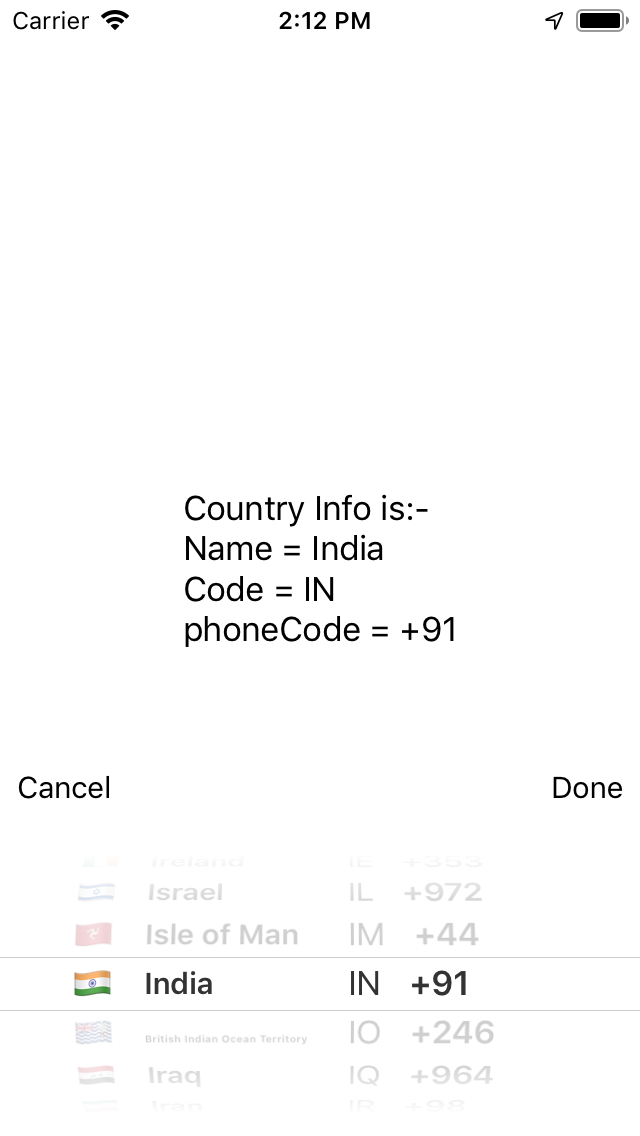 Carrier 2:12 PM
Country Info is:-
Name = India
Code = IN
phoneCode = +91
Cancel Done
Ireland IE +353
Israel IL +972
Isle of Man IM +44
India IN +91
British Indian Ocean Territory IO +246
Iraq IQ +964
Iran IR +98